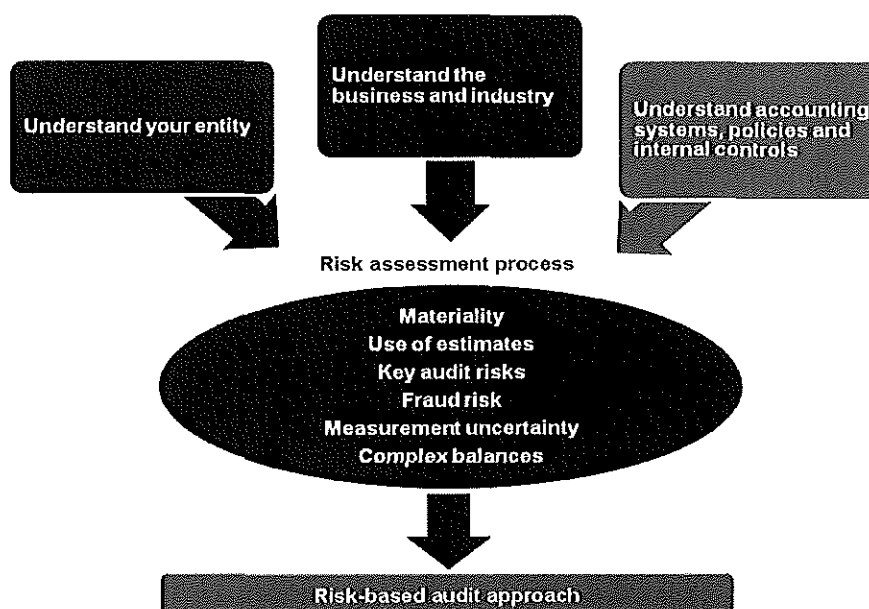 Understand your entity
Understand the
business and industry
Understand accounting
systems, policies and
internal controls
Risk assessment process
Materiality
Use of estimates
Key audit risks
Fraud risk
Measurement uncertainty
Complex balances
Risk-based audit approach